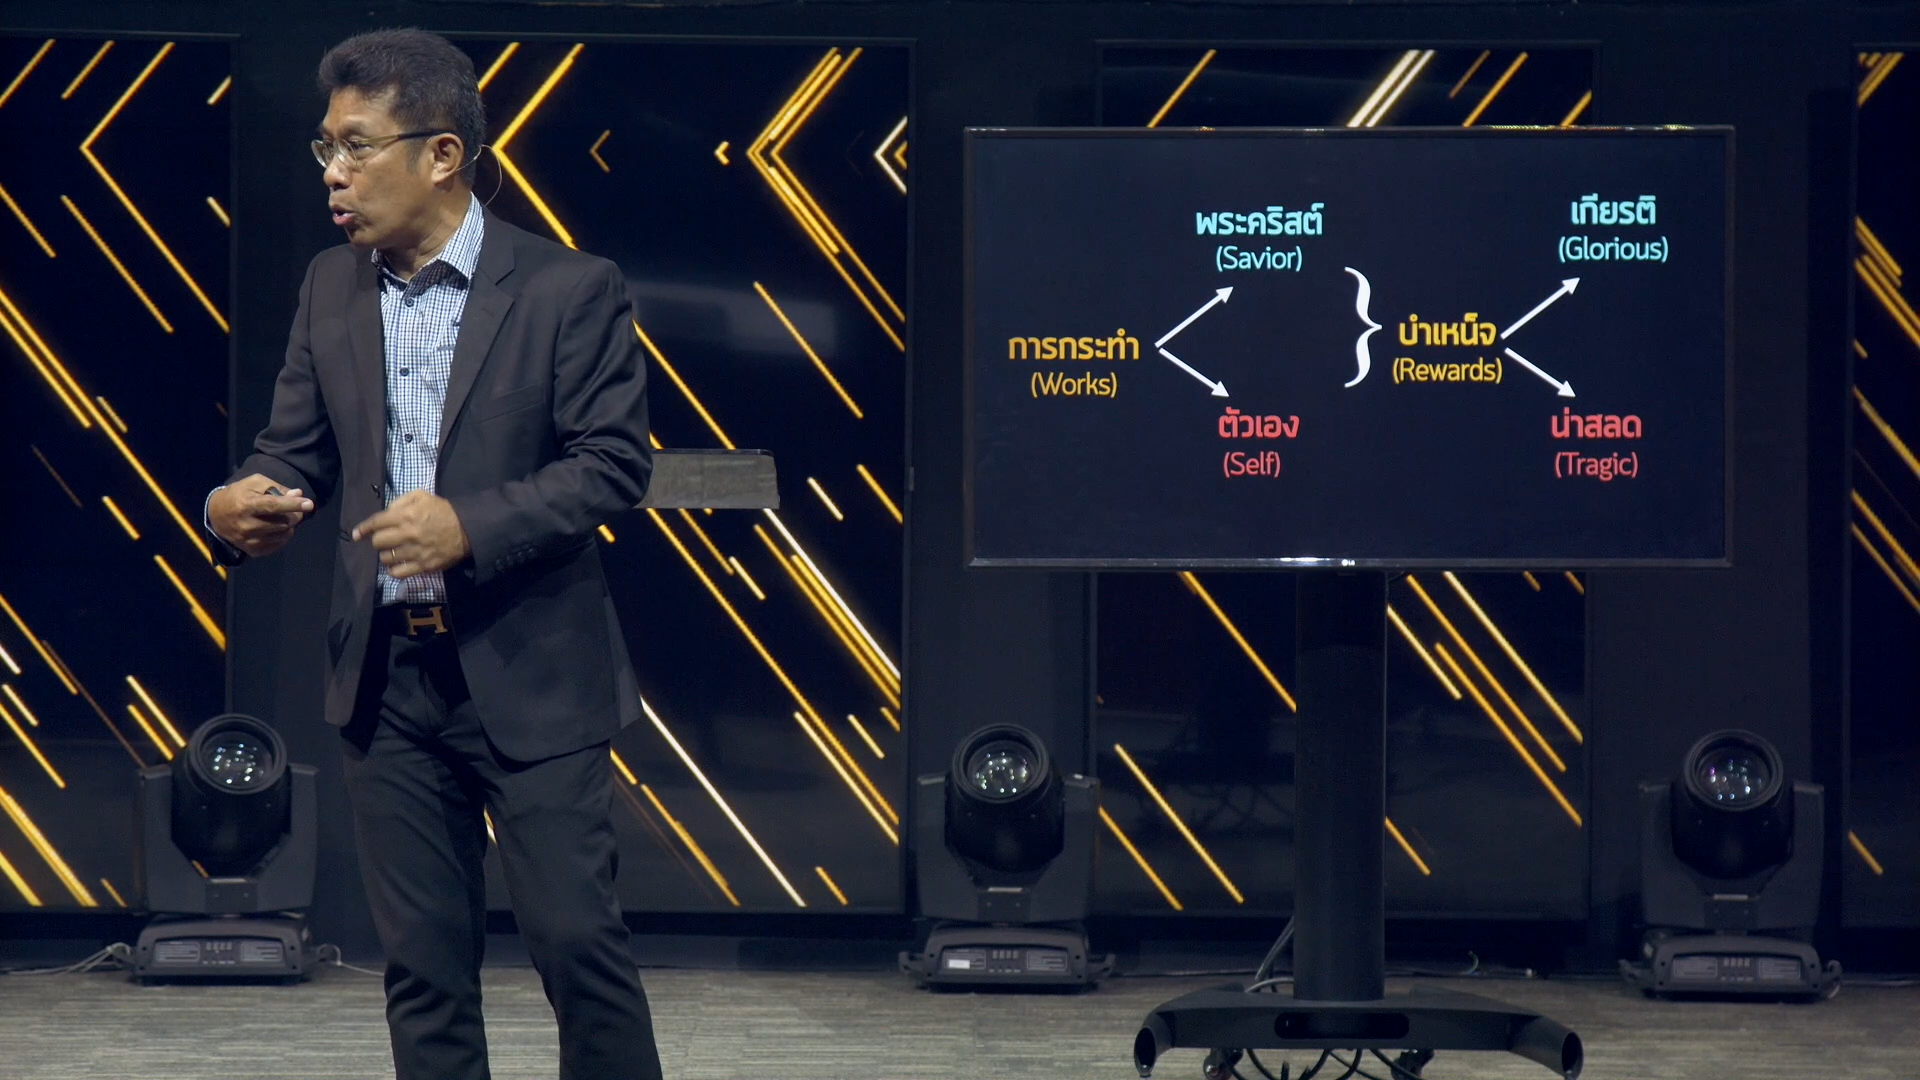 การกระทำ
(Works)
พระคริสต์
(Savior)
ตัวเอง
(Self)
บำเหน็จ
(Rewards)
เกียรติ
(Glorious)
น่าสลด
(Tragic)
LG